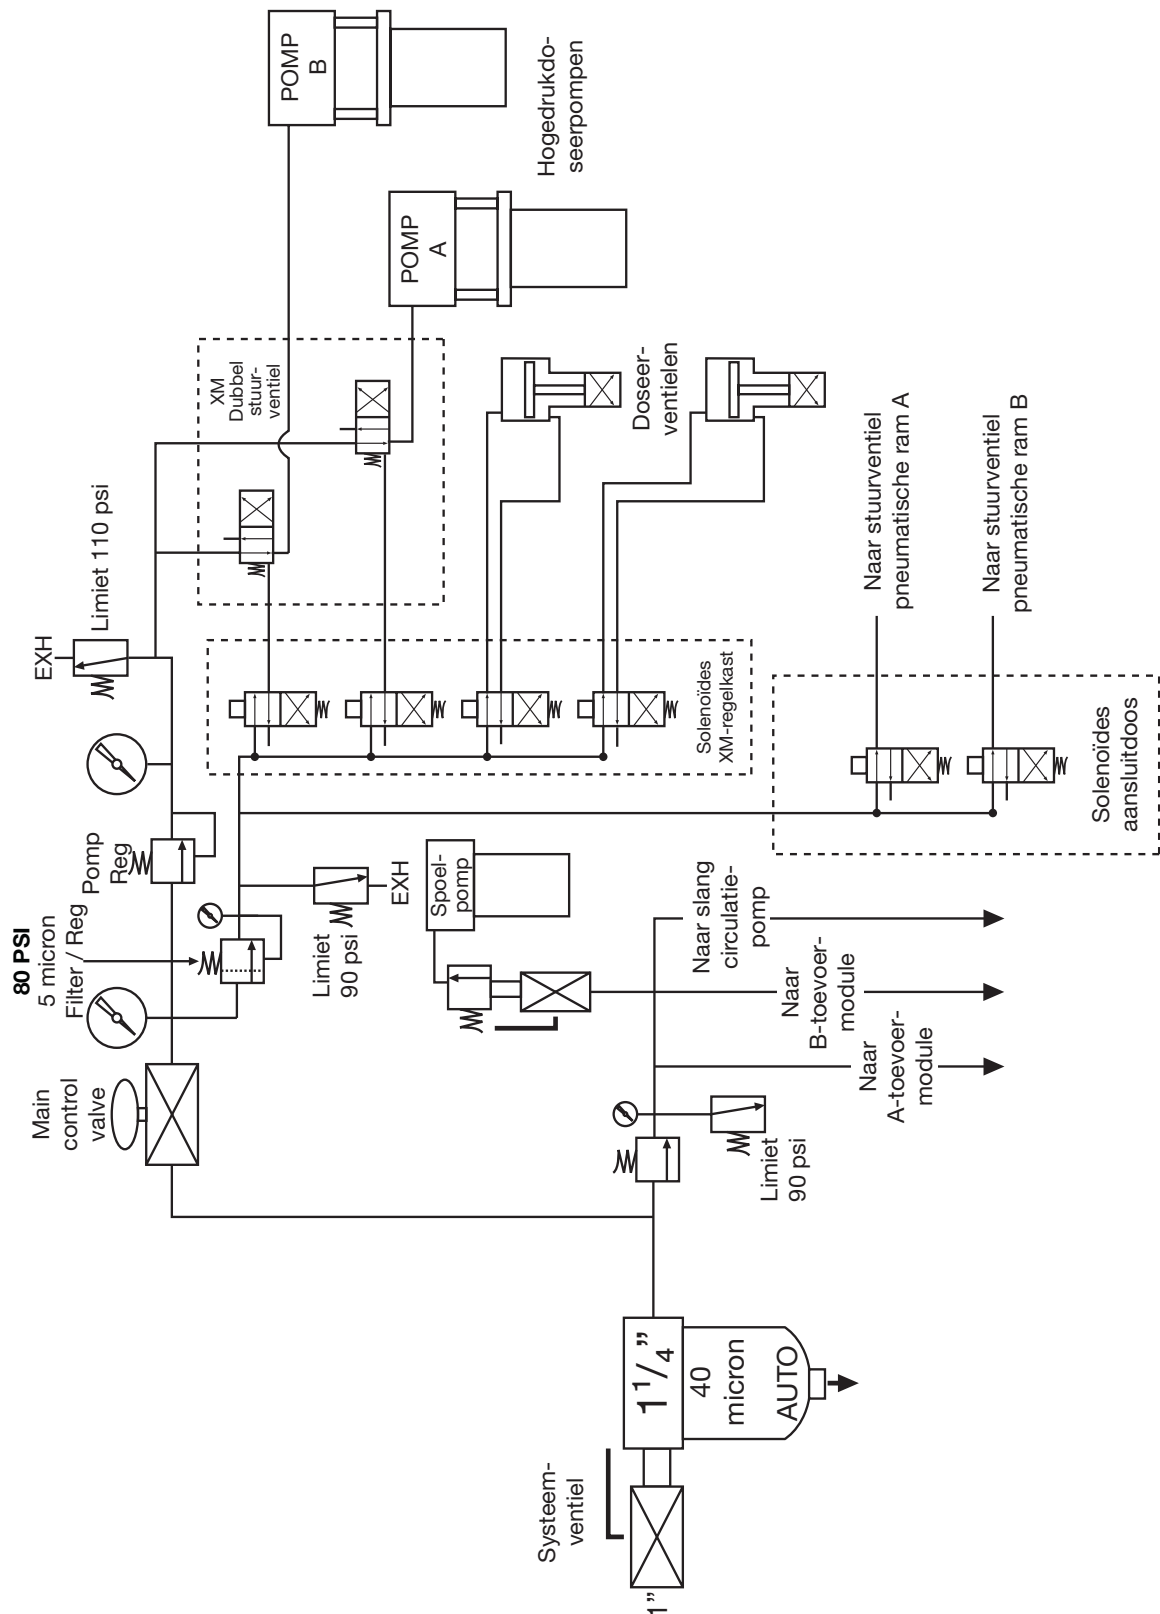 1”
Systeem-
ventiel
1 1/4”
40
micron
AUTO
Main
control
valve
80 PSI
5 micron
Filter / Reg
Pomp
Reg
EXH
Limiet 110 psi
Limiet
90 psi
EXH
Spoel-
pomp
Limiet
90 psi
Naar slang
circulatie-
pomp
Naar
B-toevoer-
module
Naar
A-toevoer-
module
XM
Dubbel
stuur-
ventiel
Solenoïdes
XM-regelkast
Solenoïdes
aansluitdoos
Doseer-
ventielen
Naar stuurventiel
pneumatische ram A
Naar stuurventiel
pneumatische ram B
POMP
B
POMP
A
Hogedrukdo-
seerpompen